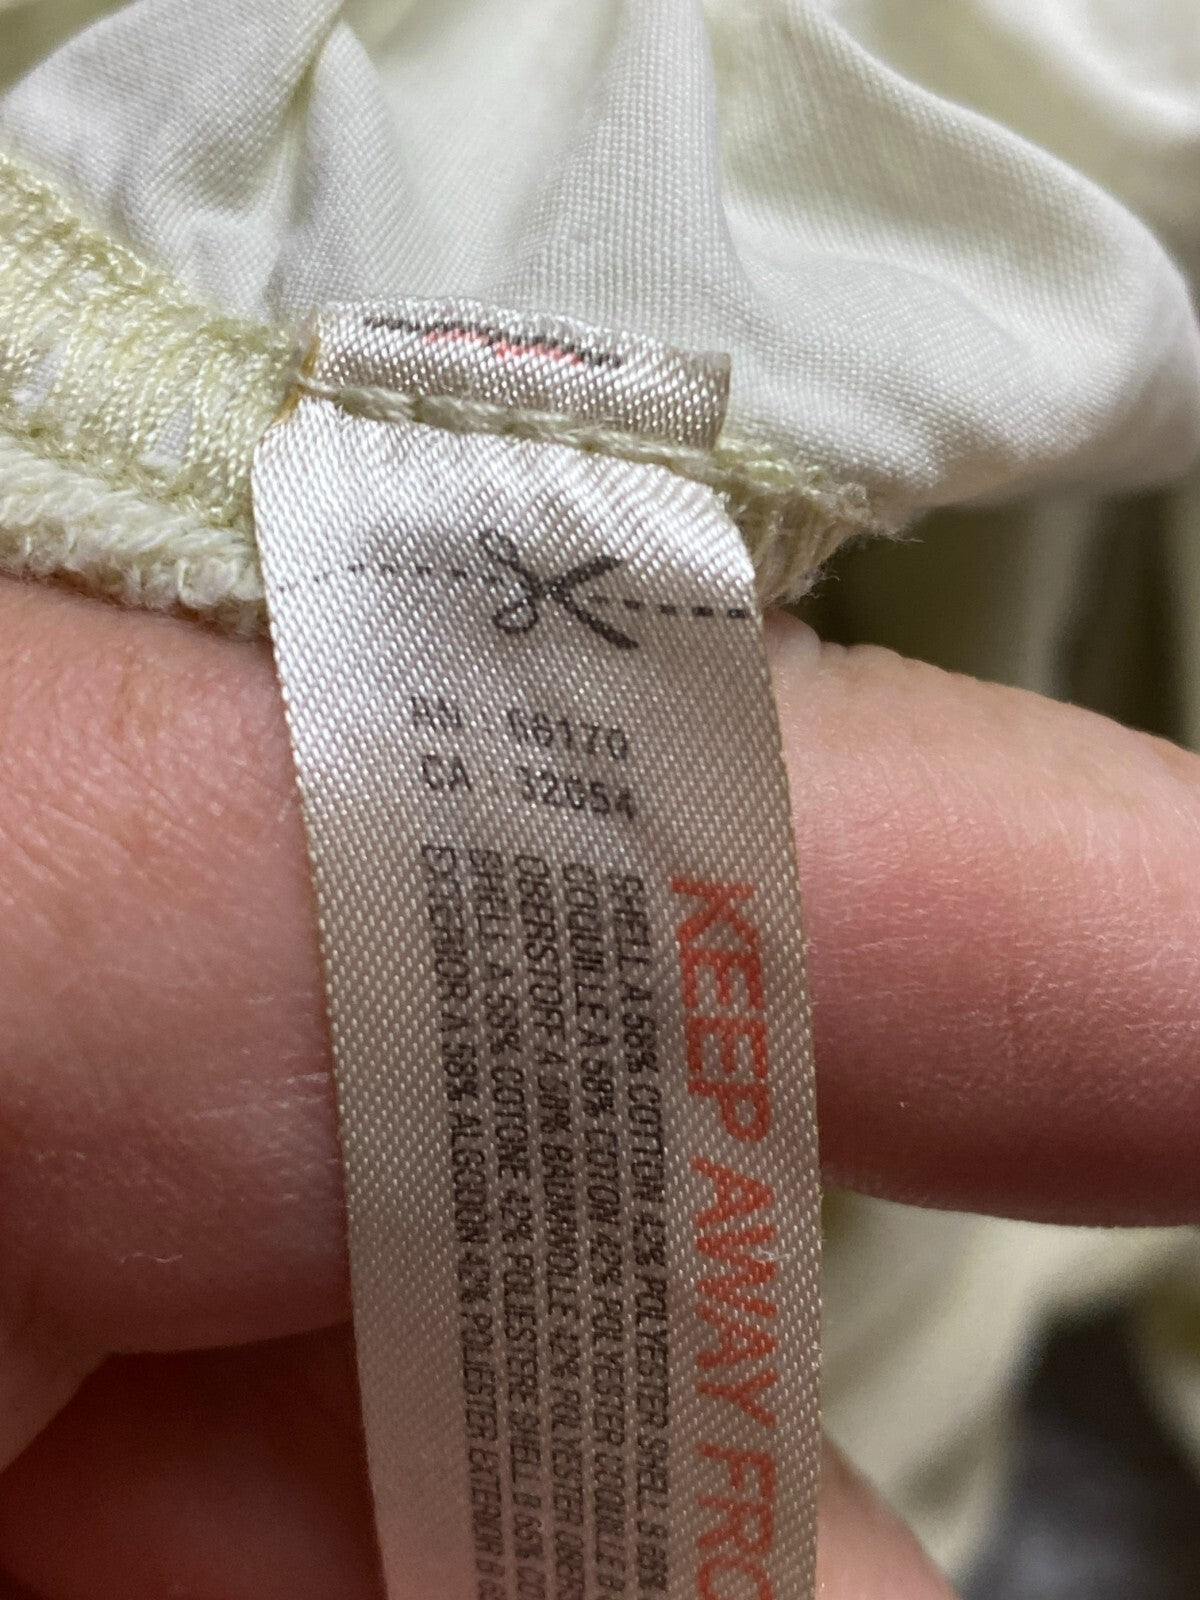 RN : 66170
CA : 32054
KEEP AWAY FRO
SHELL A 58% COTTON 42% POLYESTER SHELL B
COQUILLE A 58% COTON 42% POLYESTER COQUILLE B
OBERSTOFF A 58% BAUMWOLLE 42% POLYESTER OBERS
SHELL A 58% COTONE 42% POLIESTERE SHELL B CO
EXTERIOR A 58% ALGODON 42% POLIESTER EXTERIOR B